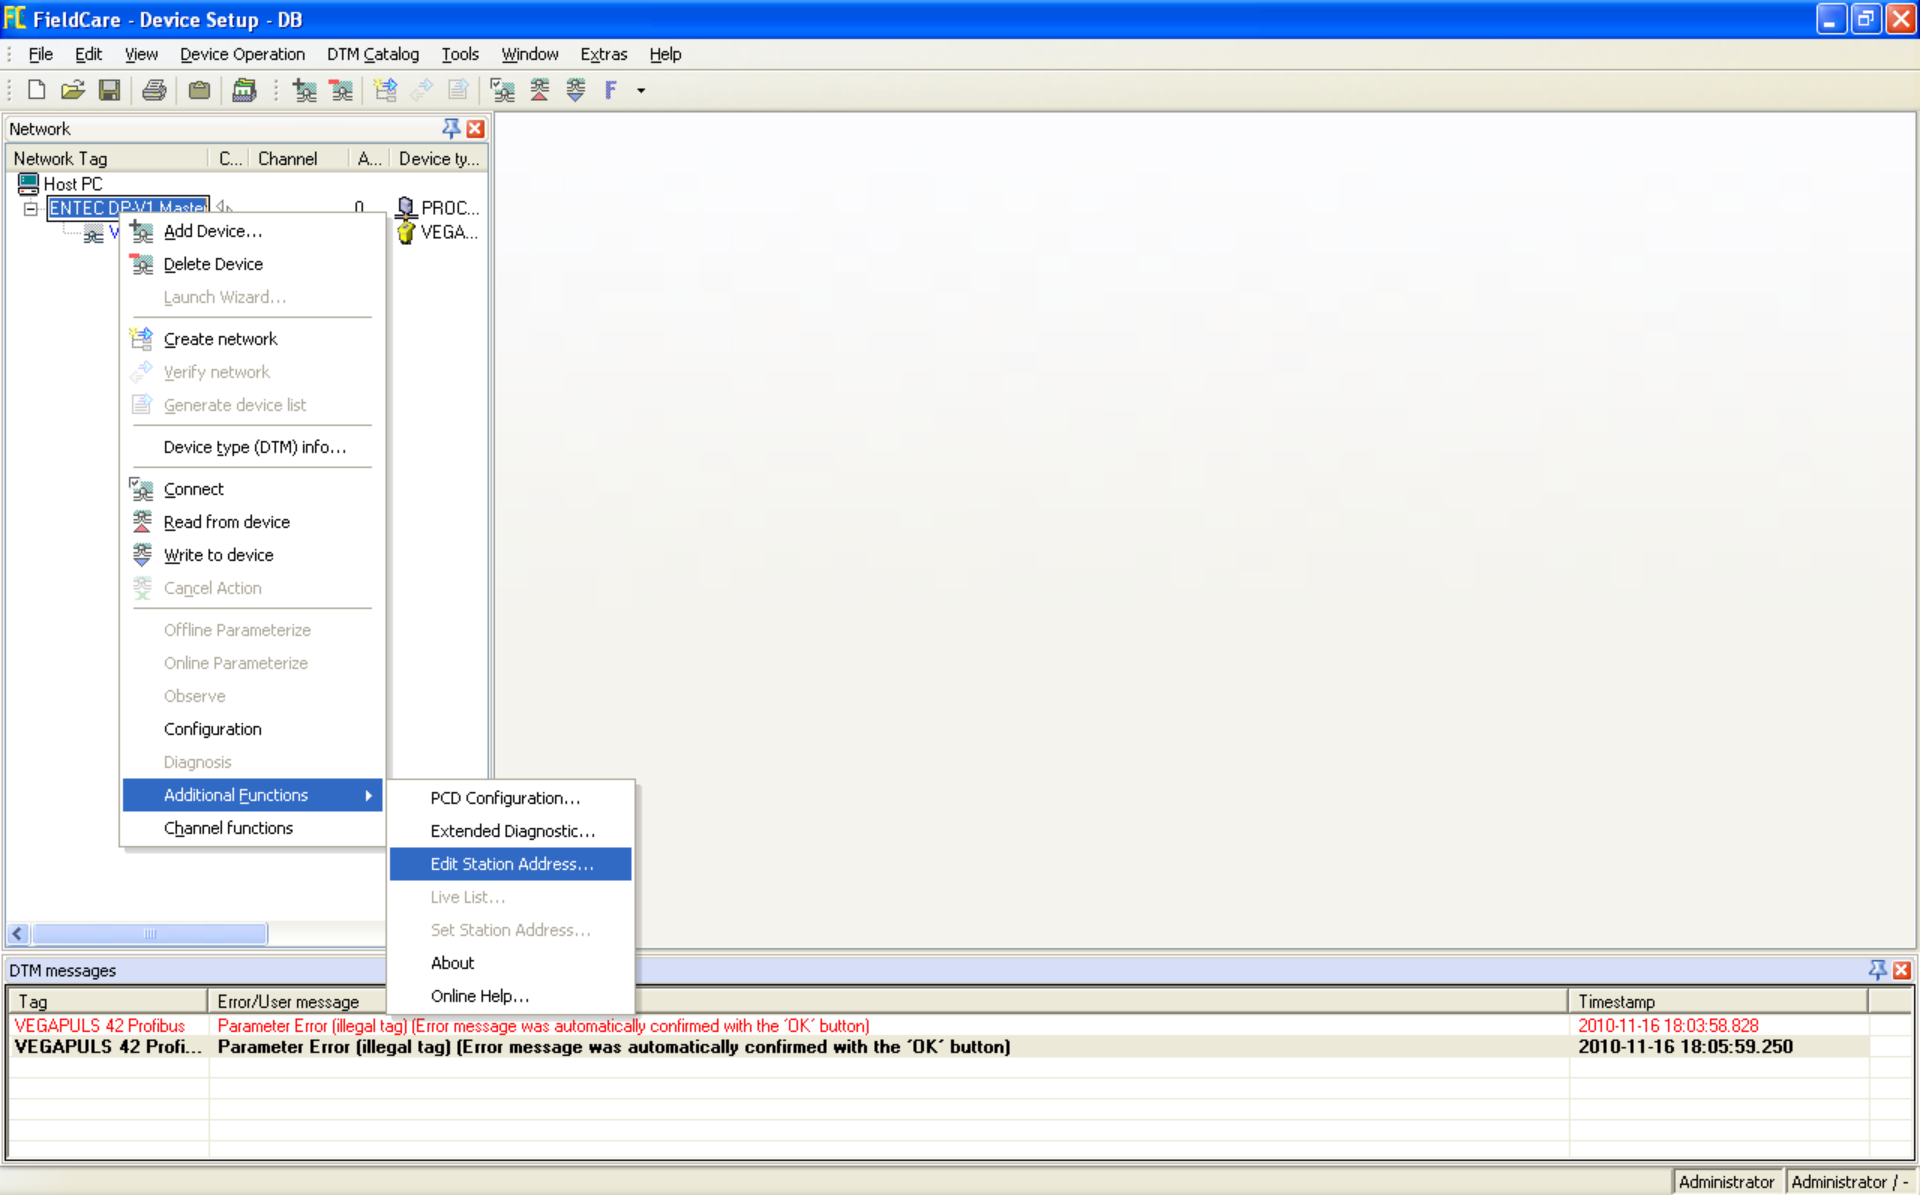 FieldCare - Device Setup - DB
File Edit View Device Operation DTM Catalog Tools Window Extras Help
F
Network
Network Tag C... Channel A... Device ty...
Host PC
ENTEC DP-V1 Master 0 PROC...
V VEGA...
Add Device...
Delete Device
Launch Wizard...
Create network
Verify network
Generate device list
Device type (DTM) info...
Connect
Read from device
Write to device
Cancel Action
Offline Parameterize
Online Parameterize
Observe
Configuration
Diagnosis
Additional Functions
Channel functions
PCD Configuration...
Extended Diagnostic...
Edit Station Address...
Live List...
Set Station Address...
About
Online Help...
DTM messages
Tag Error/User message Timestamp
VEGAPULS 42 Profibus Parameter Error (illegal tag) (Error message was automatically confirmed with the ´OK´ button) 2010-11-16 18:03:58.828
VEGAPULS 42 Profi... Parameter Error (illegal tag) (Error message was automatically confirmed with the ´OK´ button) 2010-11-16 18:05:59.250
Administrator Administrator / -